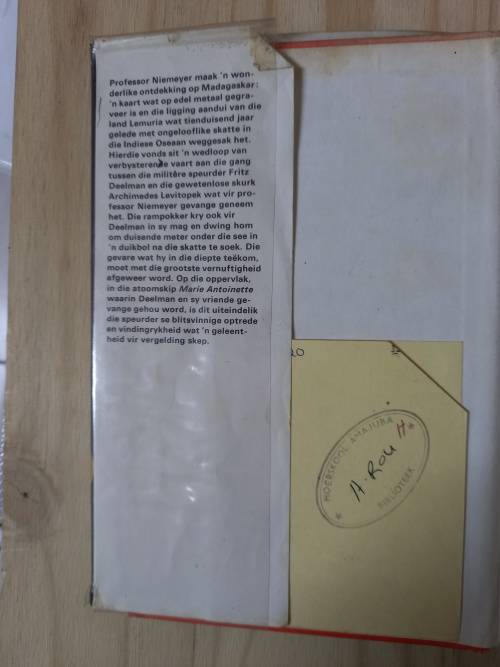 Professor Niemeyer maak 'n won-
derlike ontdekking op Madagaskar:
'n kaart wat op edel metaal gegra-
veer is en die ligging aandui van die
land Lemuria wat tienduisend jaar
gelede met ongelooflike skatte in
die Indiese Oseaan weggesak het.
Hierdie vonds sit 'n wedloop van
verbysterende vaart aan die gang
tussen die militêre speurder Fritz
Deelman en die gewetenlose skurk
Archimedes Levitopek wat vir pro-
fessor Niemeyer gevange geneem
het. Die rampokker kry ook vir
Deelman in sy mag en dwing hom
om duisende meter onder die see in
'n duikbol na die skatte te soek. Die
gevare wat hy in die diepte teëkom,
moet met die grootste vernuftigheid
afgeweer word. Op die oppervlak,
in die atoomskip Marie Antoinette
waarin Deelman en sy vriende ge-
vange gehou word, is dit uiteindelik
die speurder se blitsvinnige optrede
en vindingrykheid wat 'n geleent-
heid vir vergelding skep.
20
HOËRSKOOL AMAJUBA
H
A. Rou
BIBLIOTEEK